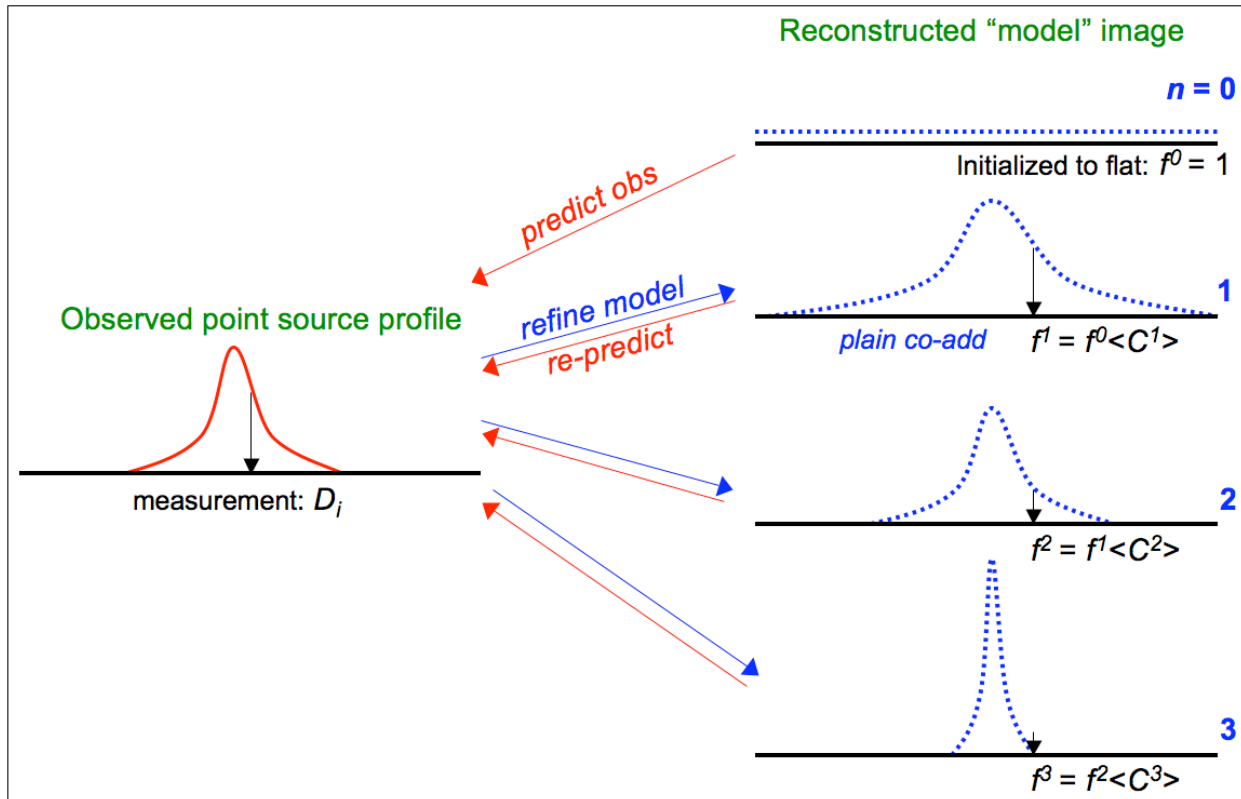 Reconstructed “model” image
n = 0
Initialized to flat: f⁰ = 1
predict obs
1
refine model
re-predict
Observed point source profile
plain co-add
f¹ = f⁰<C¹>
measurement: Dᵢ
2
f² = f¹<C²>
3
f³ = f²<C³>